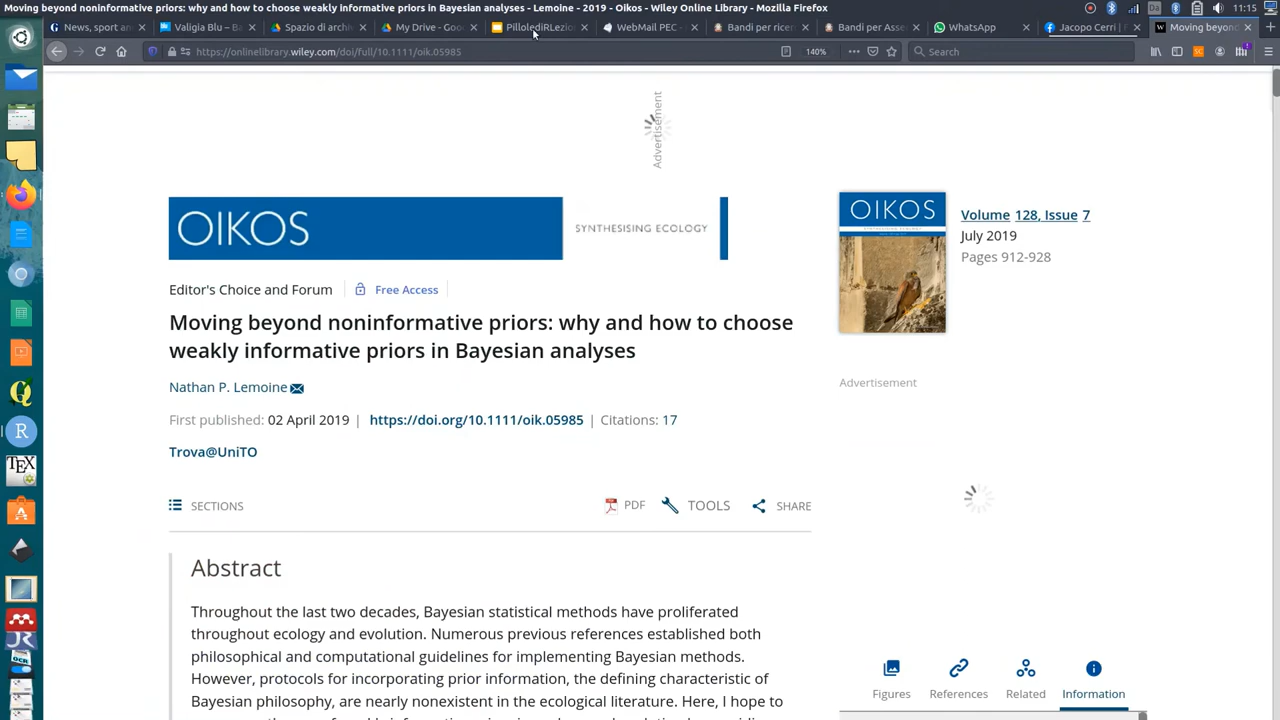 Moving beyond noninformative priors: why and how to choose weakly informative priors in Bayesian analyses - Lemoine - 2019 - Oikos - Wiley Online Library - Mozilla Firefox
11:15
News, sport an
Valigia Blu – Ba
Spazio di arch
My Drive - Go
PillolediLezio
WebMail PEC -
Bandi per ricer
Bandi per Asse
WhatsApp
Jacopo Cerri | F
Moving beyon
https://onlinelibrary.wiley.com/doi/full/10.1111/oik.05985
140%
Search
Advertisement
OIKOS
SYNTHESISING ECOLOGY
OIKOS
Volume 128, Issue 7
July 2019
Pages 912-928
Editor's Choice and Forum
Free Access
Moving beyond noninformative priors: why and how to choose
weakly informative priors in Bayesian analyses
Advertisement
Nathan P. Lemoine
First published: 02 April 2019 | https://doi.org/10.1111/oik.05985 | Citations: 17
Trova@UniTO
SECTIONS
PDF
TOOLS
SHARE
Abstract
Throughout the last two decades, Bayesian statistical methods have proliferated
throughout ecology and evolution. Numerous previous references established both
philosophical and computational guidelines for implementing Bayesian methods.
However, protocols for incorporating prior information, the defining characteristic of
Bayesian philosophy, are nearly nonexistent in the ecological literature. Here, I hope to
Figures
References
Related
Information